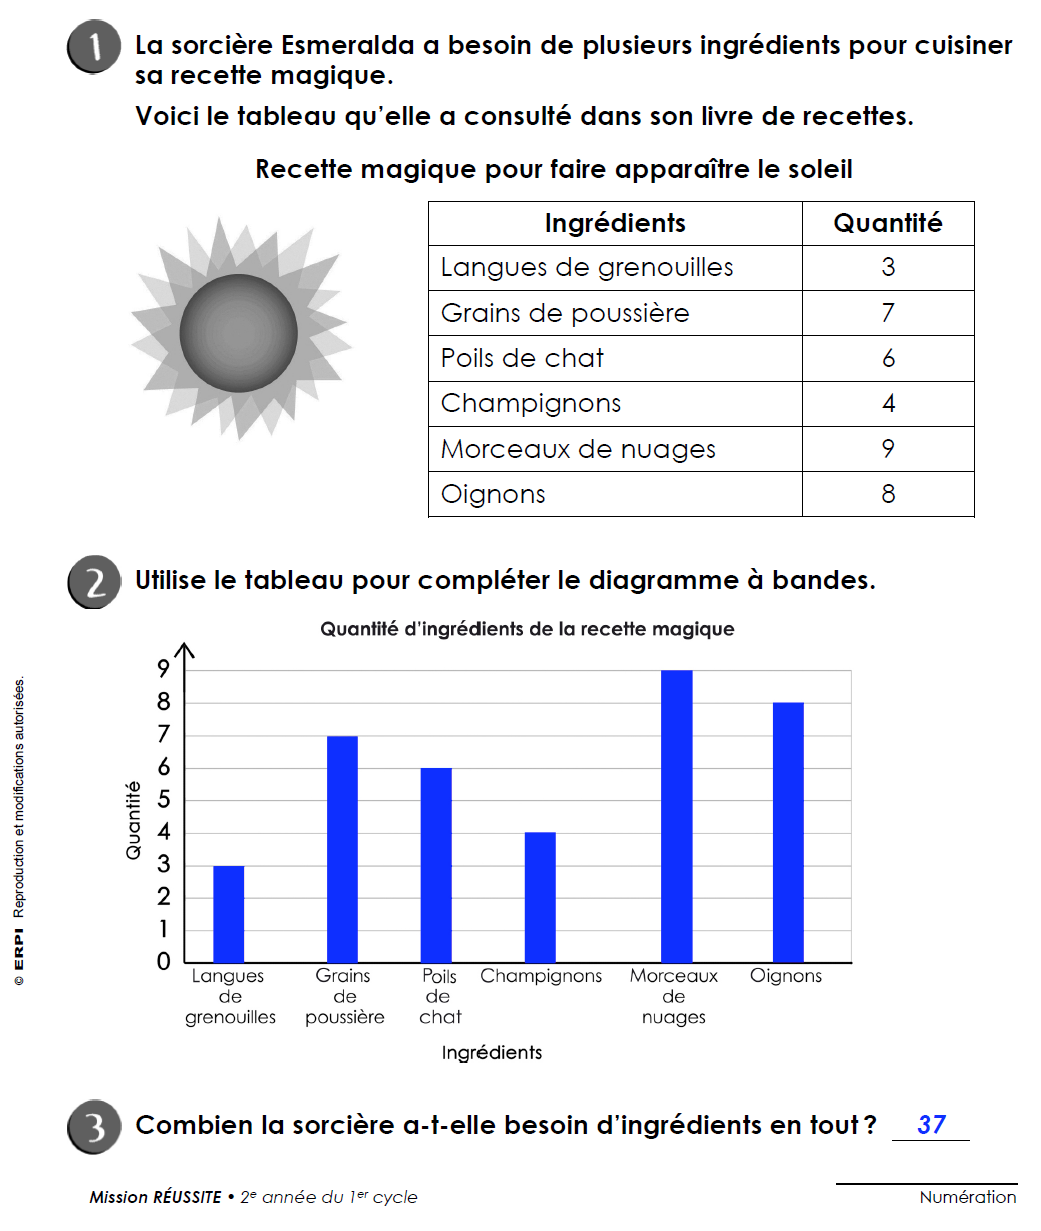 1 La sorcière Esmeralda a besoin de plusieurs ingrédients pour cuisiner
sa recette magique.
Voici le tableau qu'elle a consulté dans son livre de recettes.
Recette magique pour faire apparaître le soleil
Ingrédients Quantité
Langues de grenouilles 3
Grains de poussière 7
Poils de chat 6
Champignons 4
Morceaux de nuages 9
Oignons 8
2 Utilise le tableau pour compléter le diagramme à bandes.
Quantité d'ingrédients de la recette magique
Quantité
9
8
7
6
5
4
3
2
1
0
Langues
de
grenouilles
Grains
de
poussière
Poils
de
chat
Champignons
Morceaux
de
nuages
Oignons
Ingrédients
3 Combien la sorcière a-t-elle besoin d'ingrédients en tout ? 37
© ERPI Reproduction et modifications autorisées.
Mission RÉUSSITE • 2e année du 1er cycle
Numération